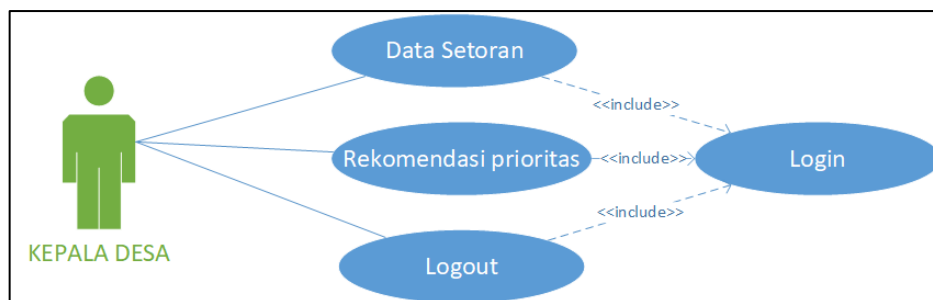 Data Setoran
<<include>>
Rekomendasi prioritas
<<include>>
Login
<<include>>
KEPALA DESA
Logout